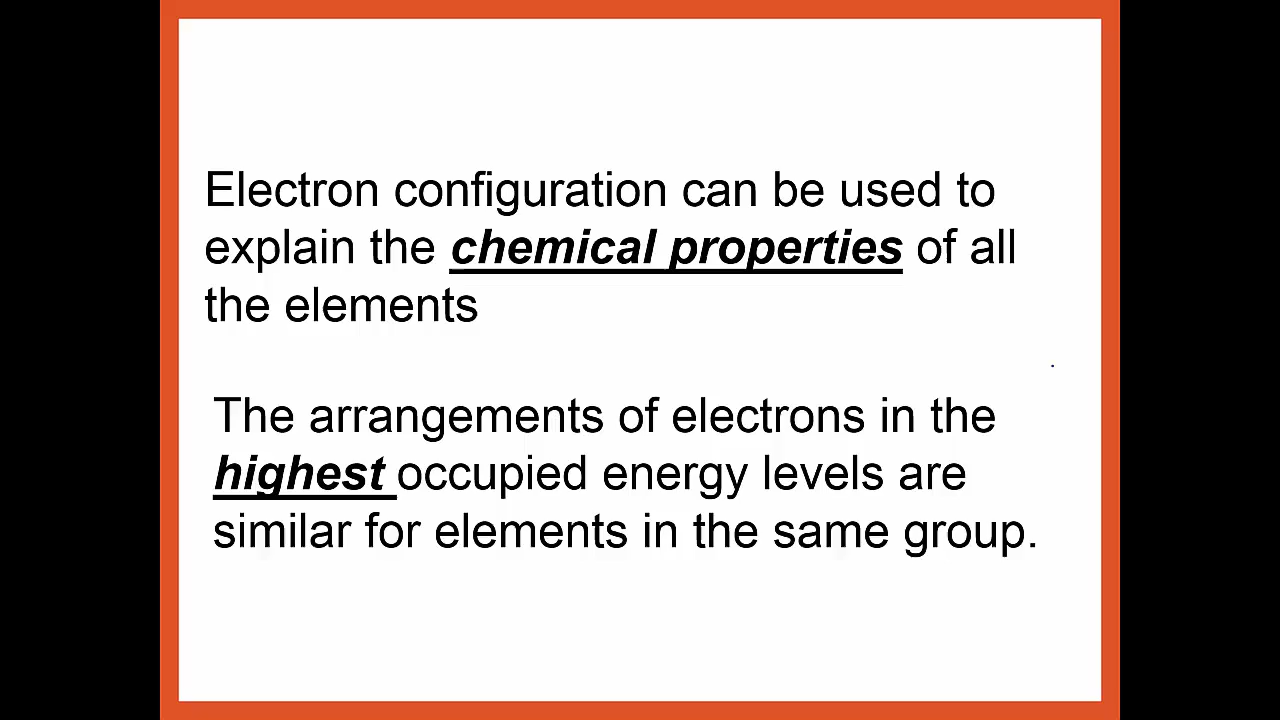 Electron configuration can be used to
explain the chemical properties of all
the elements
The arrangements of electrons in the
highest occupied energy levels are
similar for elements in the same group.